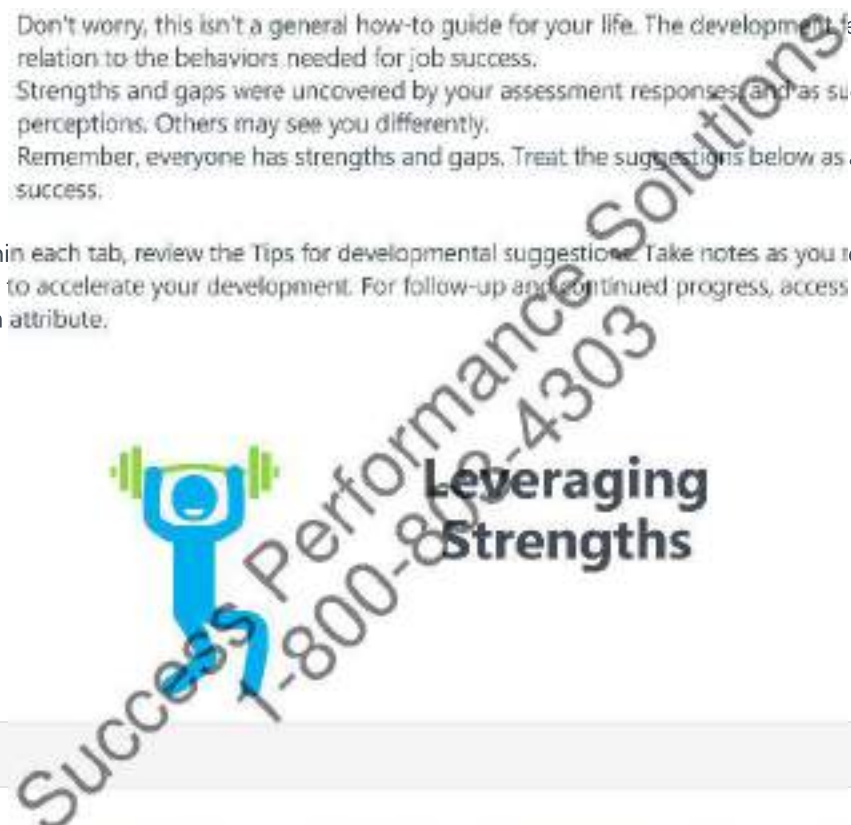 Don't worry, this isn't a general how-to guide for your life. The development
relation to the behaviors needed for job success.
Strengths and gaps were uncovered by your assessment responses, and as
perceptions. Others may see you differently.
Remember, everyone has strengths and gaps. Treat the suggestions below as
success.
each tab, review the Tips for developmental suggestions. Take notes as you
to accelerate your development. For follow-up and continued progress, access
attribute.
Leveraging
Strengths
Success Performance Solutions
1-800-803-4303